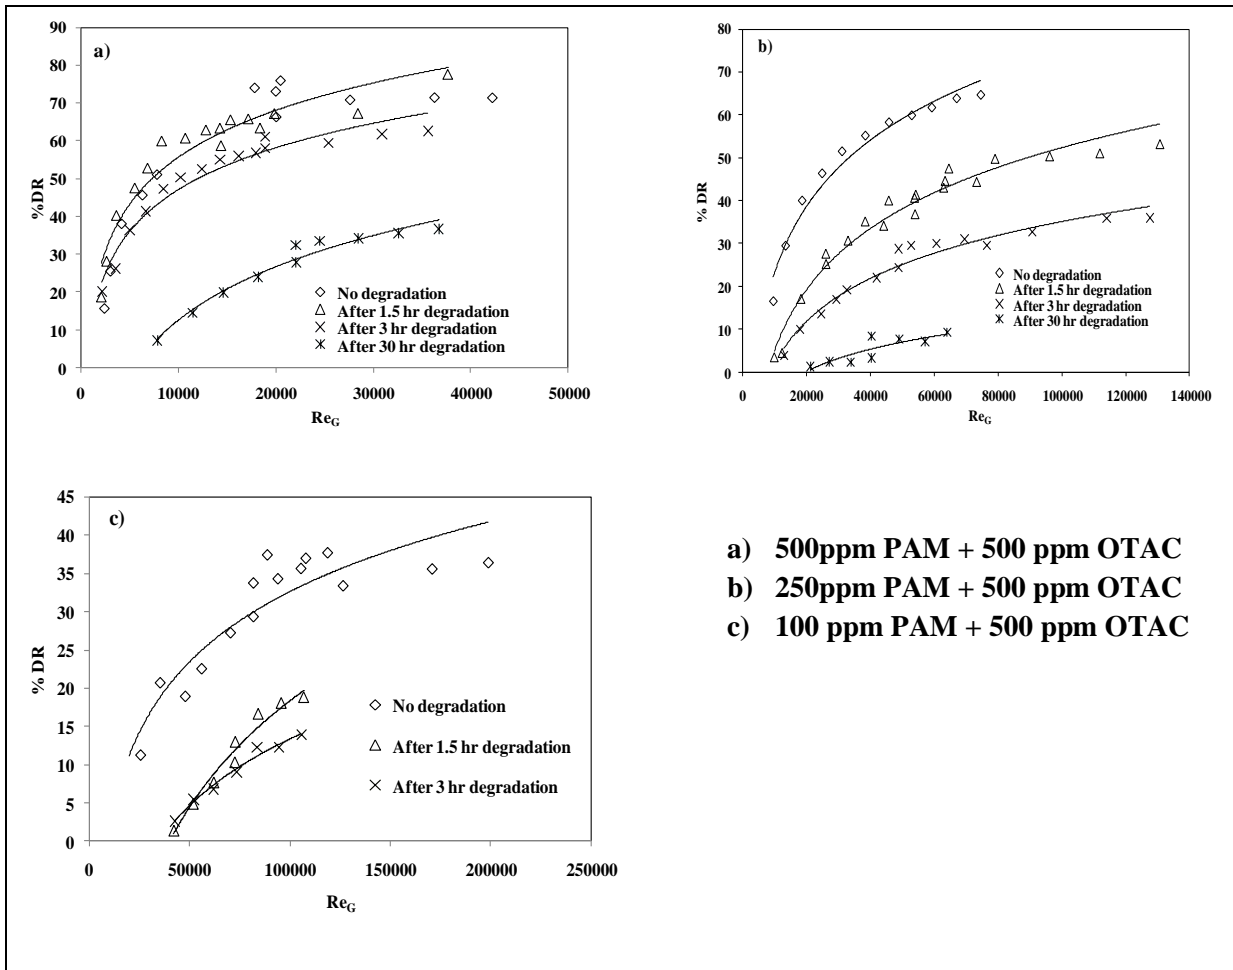 a)
90
80
70
60
50
40
30
20
10
0
%DR
0 10000 20000 30000 40000 50000
Re_G
No degradation
After 1.5 hr degradation
After 3 hr degradation
After 30 hr degradation
b)
80
70
60
50
40
30
20
10
0
% DR
0 20000 40000 60000 80000 100000 120000 140000
Re_G
No degradation
After 1.5 hr degradation
After 3 hr degradation
After 30 hr degradation
c)
45
40
35
30
25
20
15
10
5
0
% DR
0 50000 100000 150000 200000 250000
Re_G
No degradation
After 1.5 hr degradation
After 3 hr degradation
a) 500ppm PAM + 500 ppm OTAC
b) 250ppm PAM + 500 ppm OTAC
c) 100 ppm PAM + 500 ppm OTAC